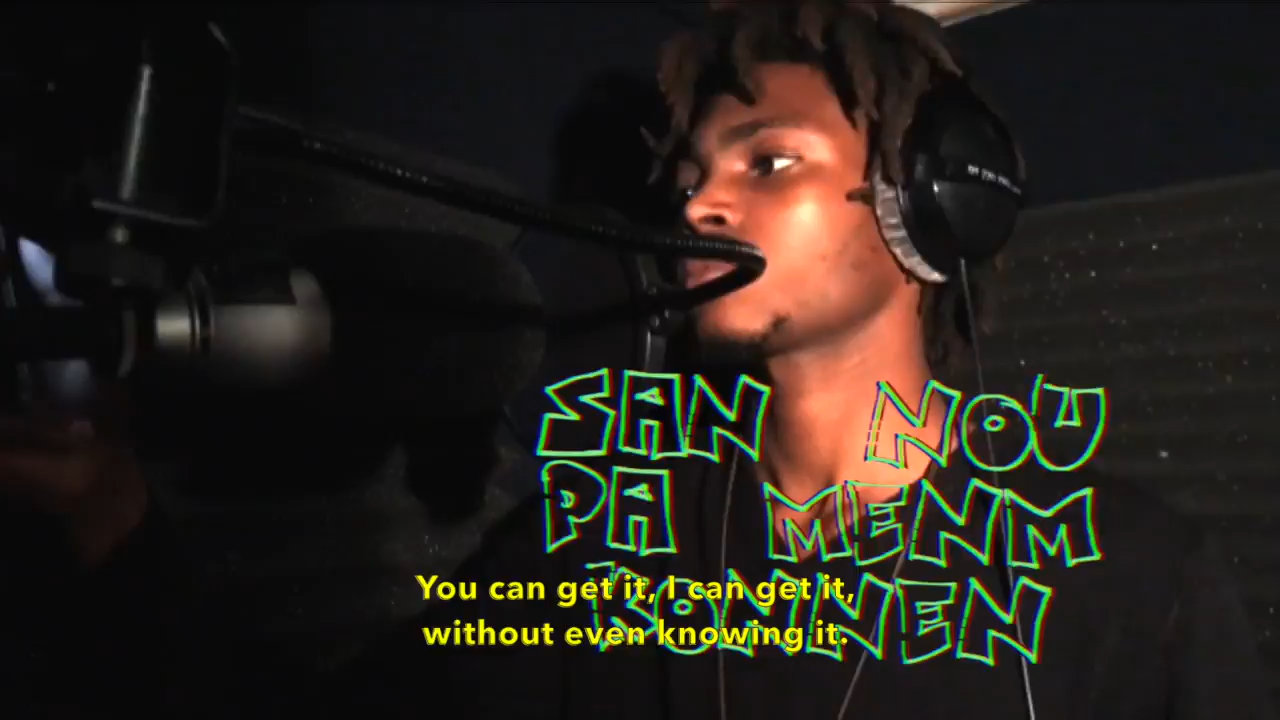 SAN NOU
PA MENM
KONNEN
You can get it, I can get it,
without even knowing it.